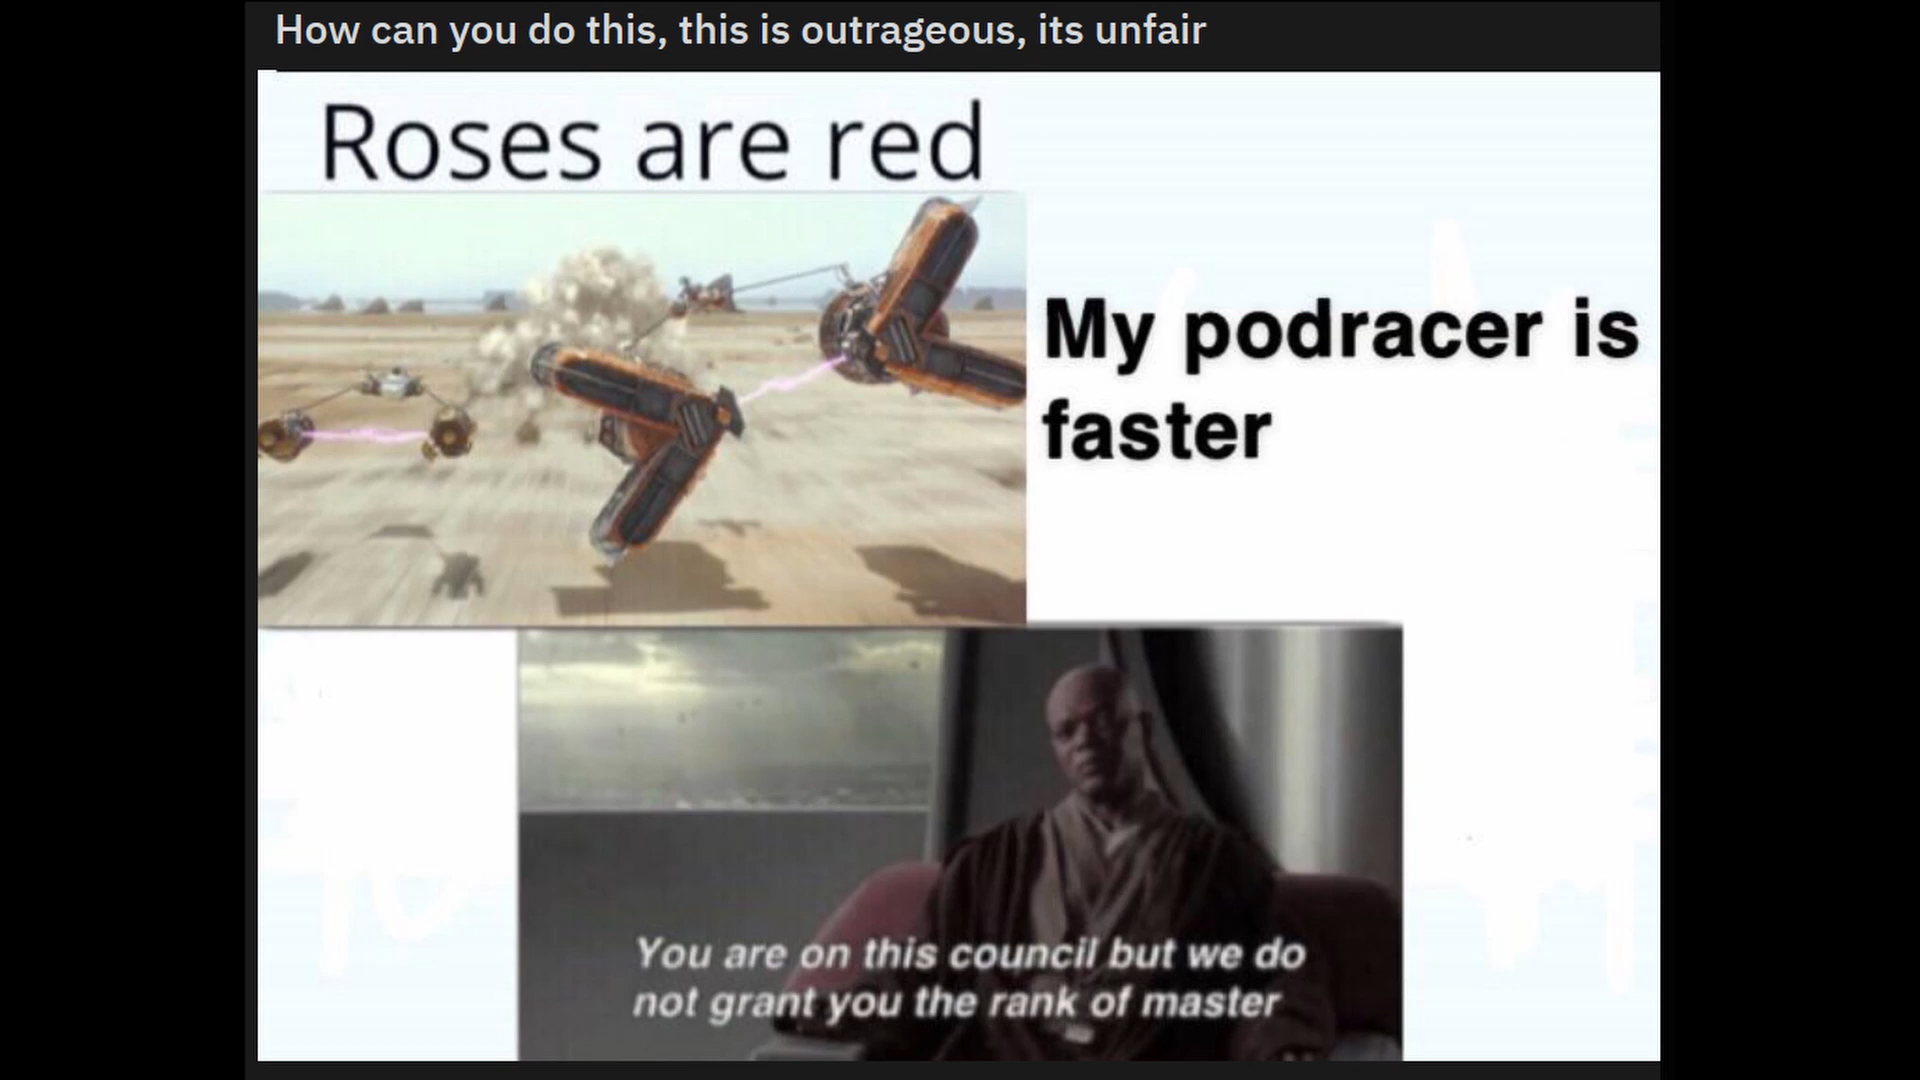 How can you do this, this is outrageous, its unfair
Roses are red
My podracer is
faster
You are on this council but we do
not grant you the rank of master